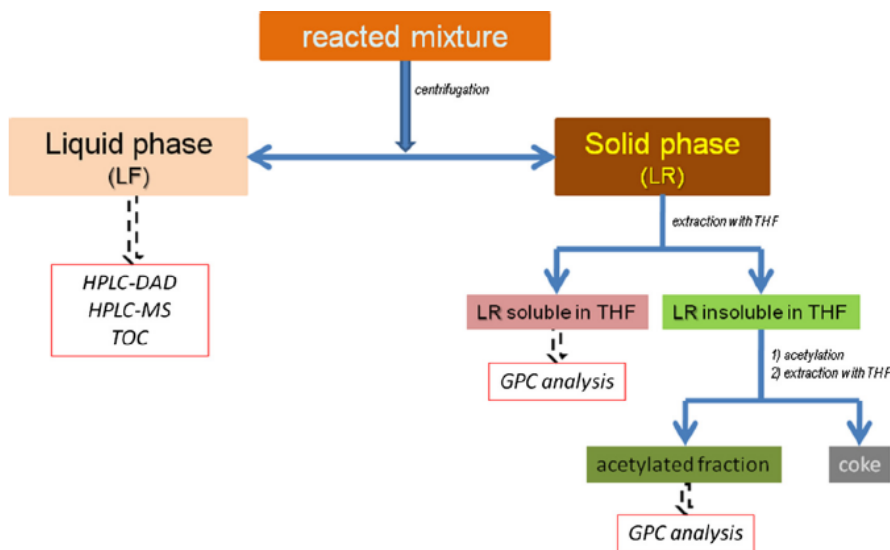 reacted mixture
centrifugation
Liquid phase
(LF)
Solid phase
(LR)
extraction with THF
HPLC-DAD
HPLC-MS
TOC
LR soluble in THF
LR insoluble in THF
GPC analysis
1) acetylation
2) extraction with THF
acetylated fraction
coke
GPC analysis